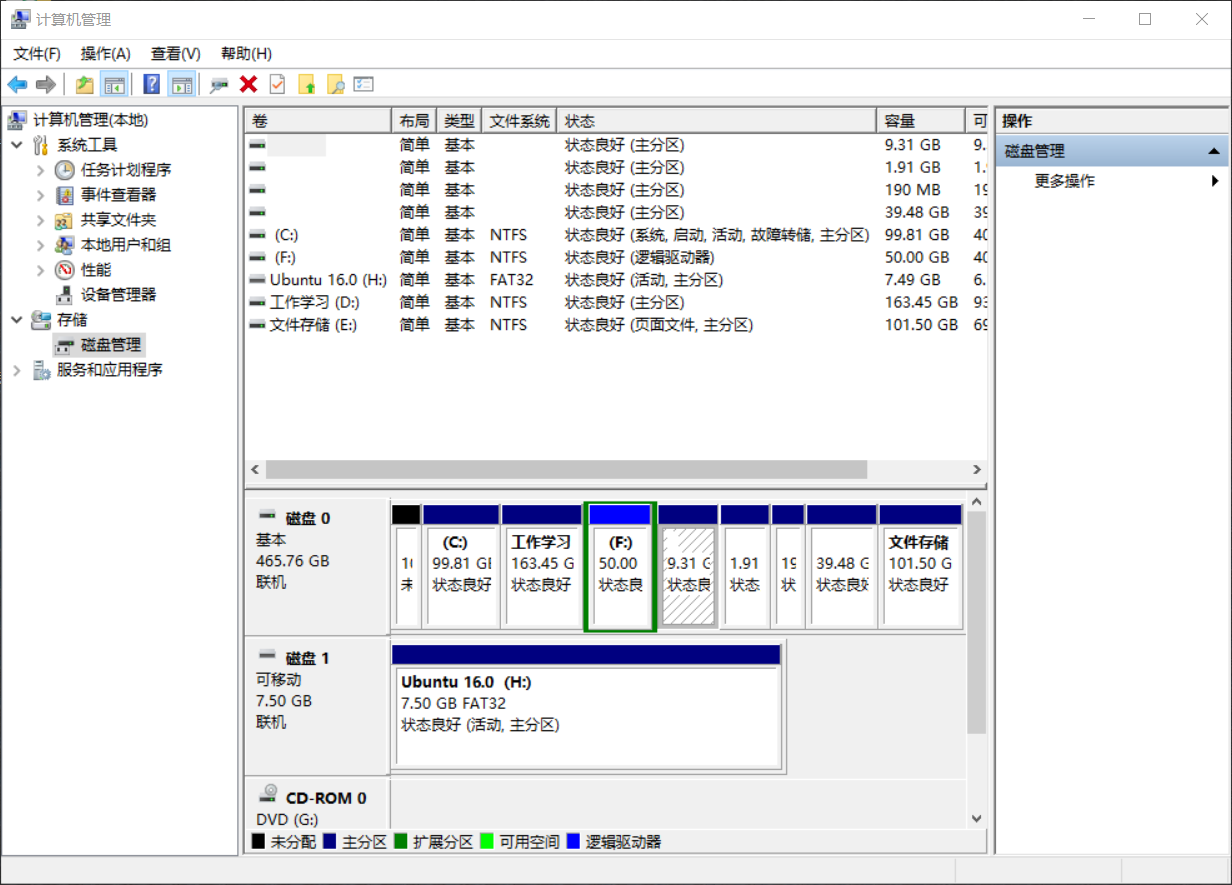 计算机管理
文件(F) 操作(A) 查看(V) 帮助(H)
计算机管理(本地)
系统工具
任务计划程序
事件查看器
共享文件夹
本地用户和组
性能
设备管理器
存储
磁盘管理
服务和应用程序
卷 布局 类型 文件系统 状态 容量 可
简单 基本 状态良好 (主分区) 9.31 GB 9.
简单 基本 状态良好 (主分区) 1.91 GB 1.
简单 基本 状态良好 (主分区) 190 MB 19
简单 基本 状态良好 (主分区) 39.48 GB 39
(C:) 简单 基本 NTFS 状态良好 (系统, 启动, 活动, 故障转储, 主分区) 99.81 GB 40
(F:) 简单 基本 NTFS 状态良好 (逻辑驱动器) 50.00 GB 40
Ubuntu 16.0 (H:) 简单 基本 FAT32 状态良好 (活动, 主分区) 7.49 GB 6.
工作学习 (D:) 简单 基本 NTFS 状态良好 (主分区) 163.45 GB 93
文件存储 (E:) 简单 基本 NTFS 状态良好 (页面文件, 主分区) 101.50 GB 69
磁盘 0
基本
465.76 GB
联机
(C:) 工作学习 (F:) 文件存储
10 99.81 GB 163.45 G 50.00 9.31 G 1.91 19 39.48 G 101.50 G
未 状态良好 状态良好 状态良 状态良 状态 状 状态良好 状态良好
磁盘 1
可移动
7.50 GB
联机
Ubuntu 16.0 (H:)
7.50 GB FAT32
状态良好 (活动, 主分区)
CD-ROM 0
DVD (G:)
未分配 主分区 扩展分区 可用空间 逻辑驱动器
操作
磁盘管理
更多操作